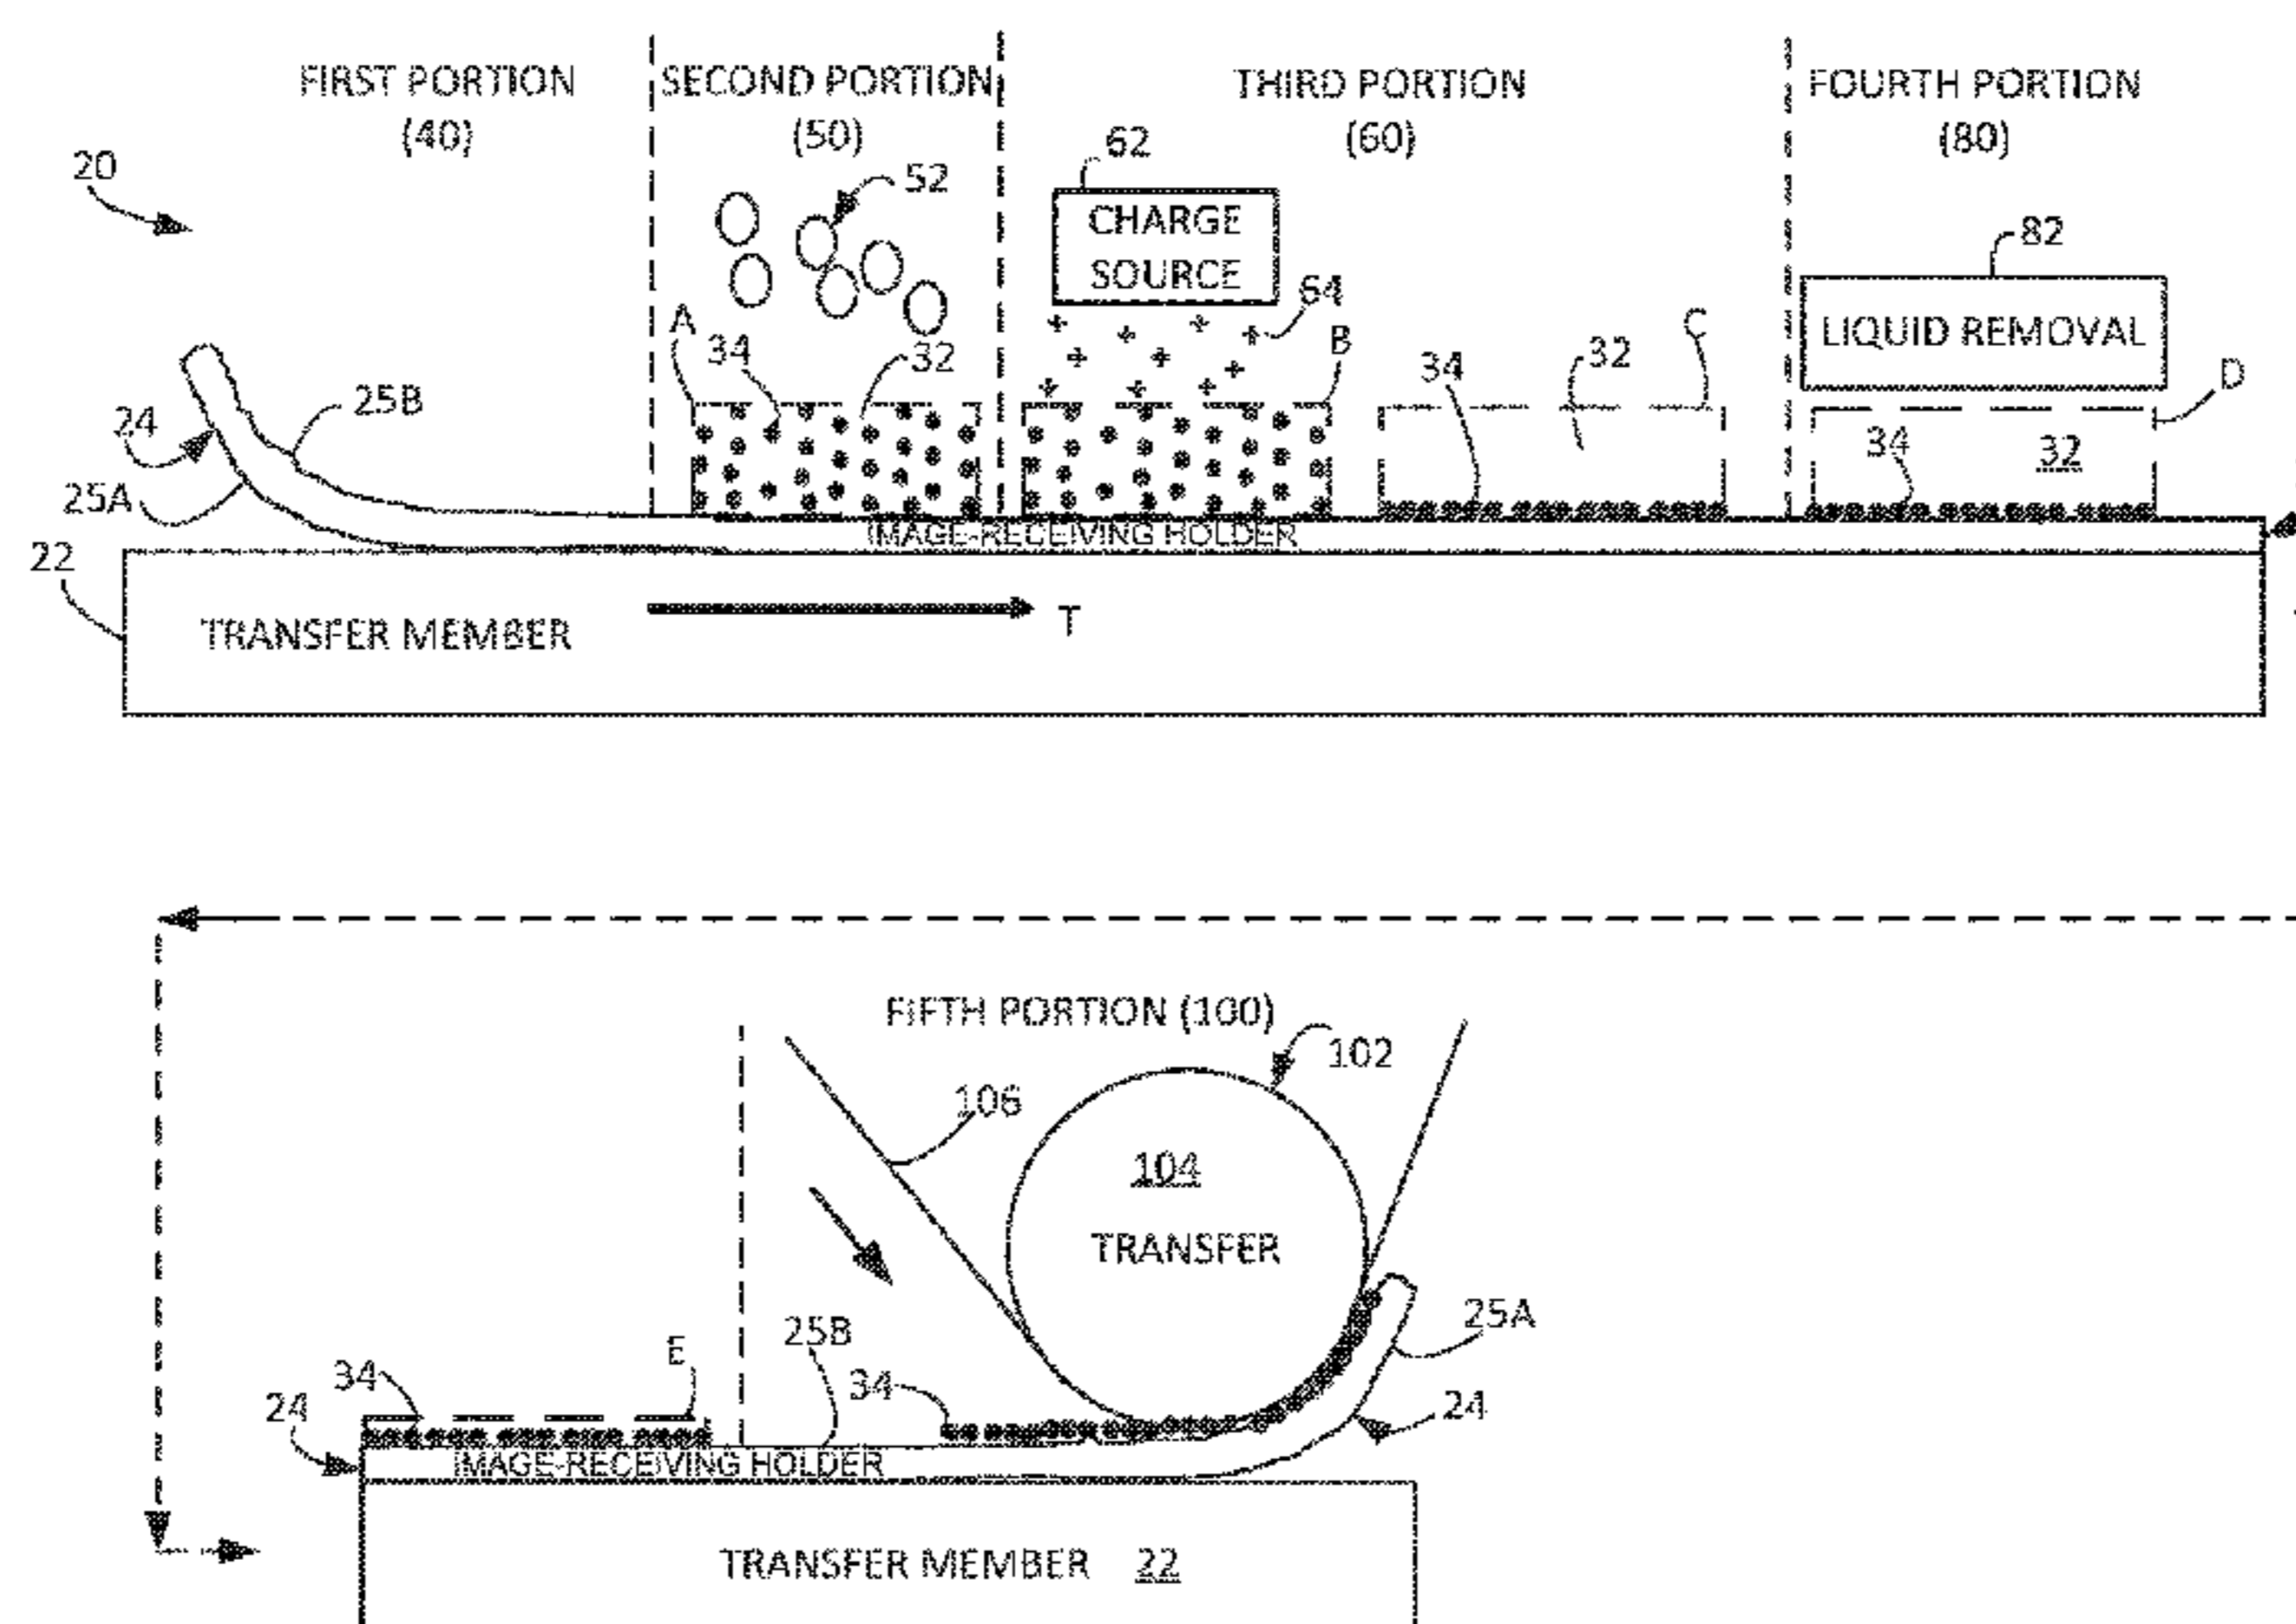 FIRST PORTION
(40)
SECOND PORTION
(50)
THIRD PORTION
(60)
FOURTH PORTION
(80)
20
52
62
CHARGE
SOURCE
64
82
LIQUID REMOVAL
A
34
32
B
34
32
C
34
32
D
24
25B
25A
IMAGE-RECEIVING HOLDER
22
TRANSFER MEMBER
T
FIFTH PORTION (100)
102
106
104
TRANSFER
25A
25B
34
E
34
24
24
IMAGE-RECEIVING HOLDER
TRANSFER MEMBER 22